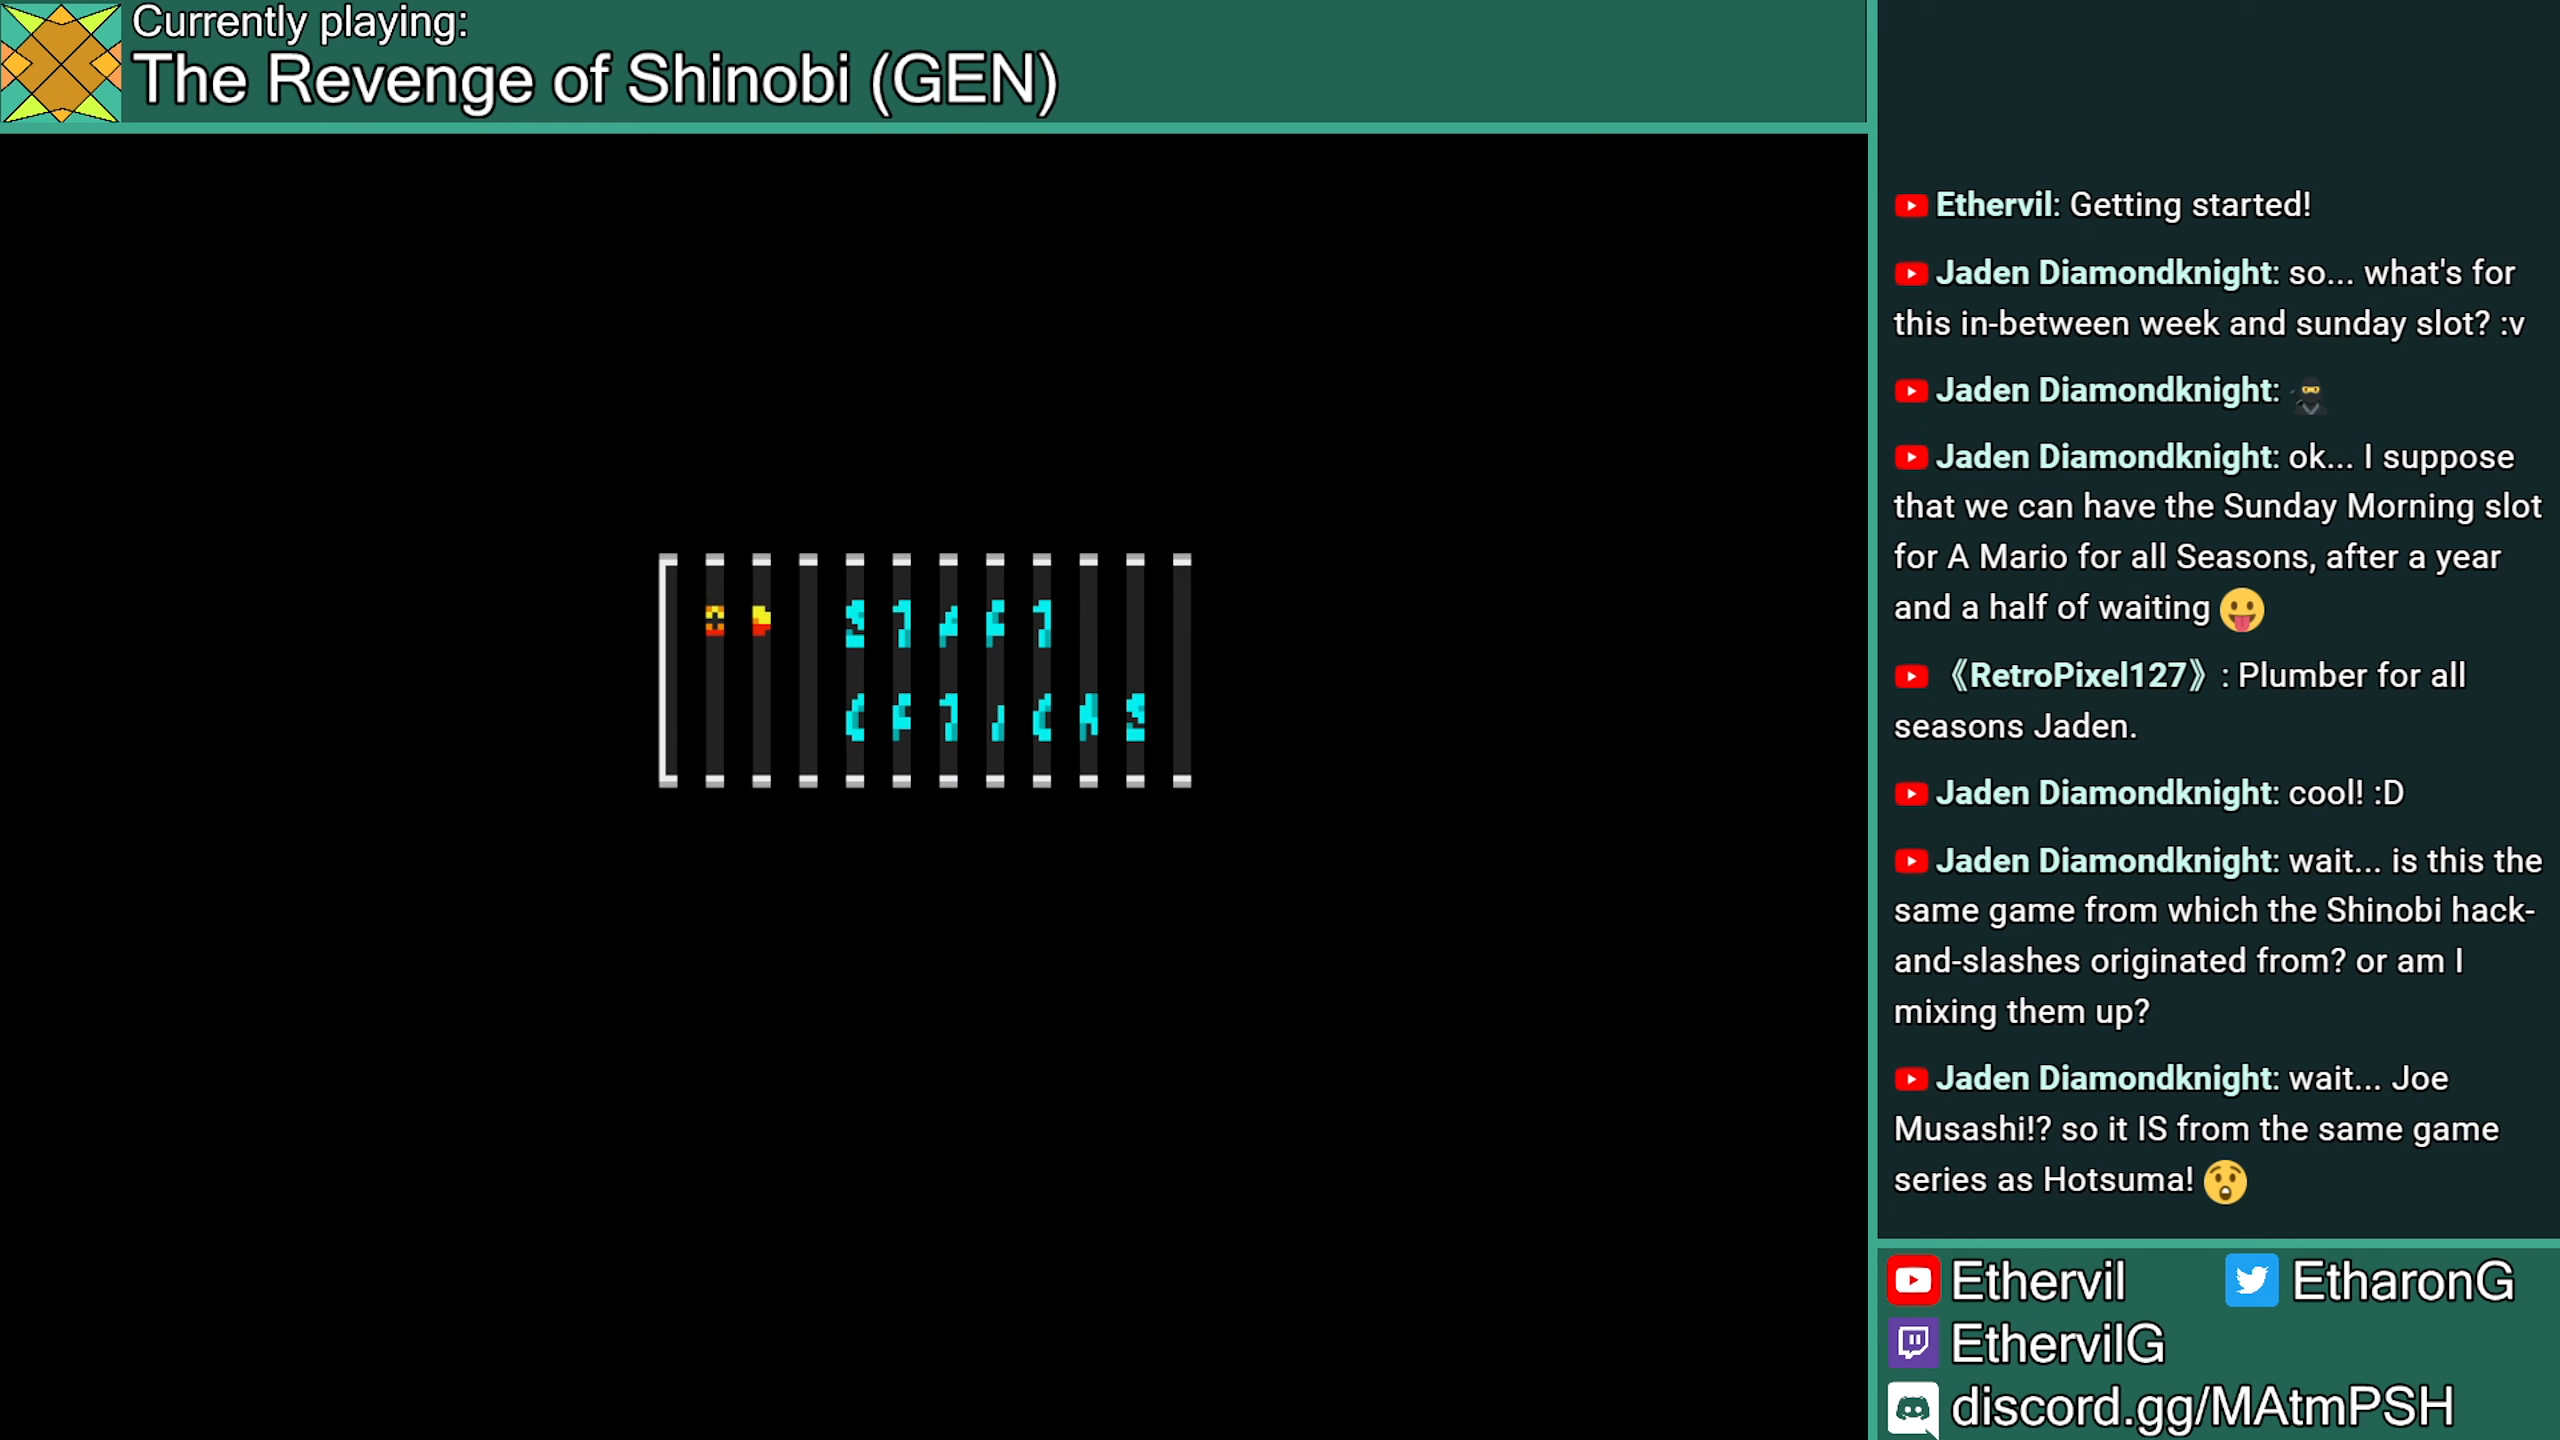 Currently playing:
The Revenge of Shinobi (GEN)
START
OPTIONS
Ethervil: Getting started!
Jaden Diamondknight: so... what's for
this in-between week and sunday slot? :v
Jaden Diamondknight:
Jaden Diamondknight: ok... I suppose
that we can have the Sunday Morning slot
for A Mario for all Seasons, after a year
and a half of waiting
《RetroPixel127》: Plumber for all
seasons Jaden.
Jaden Diamondknight: cool! :D
Jaden Diamondknight: wait... is this the
same game from which the Shinobi hack-
and-slashes originated from? or am I
mixing them up?
Jaden Diamondknight: wait... Joe
Musashi!? so it IS from the same game
series as Hotsuma!
Ethervil
EtharonG
EthervilG
discord.gg/MAtmPSH